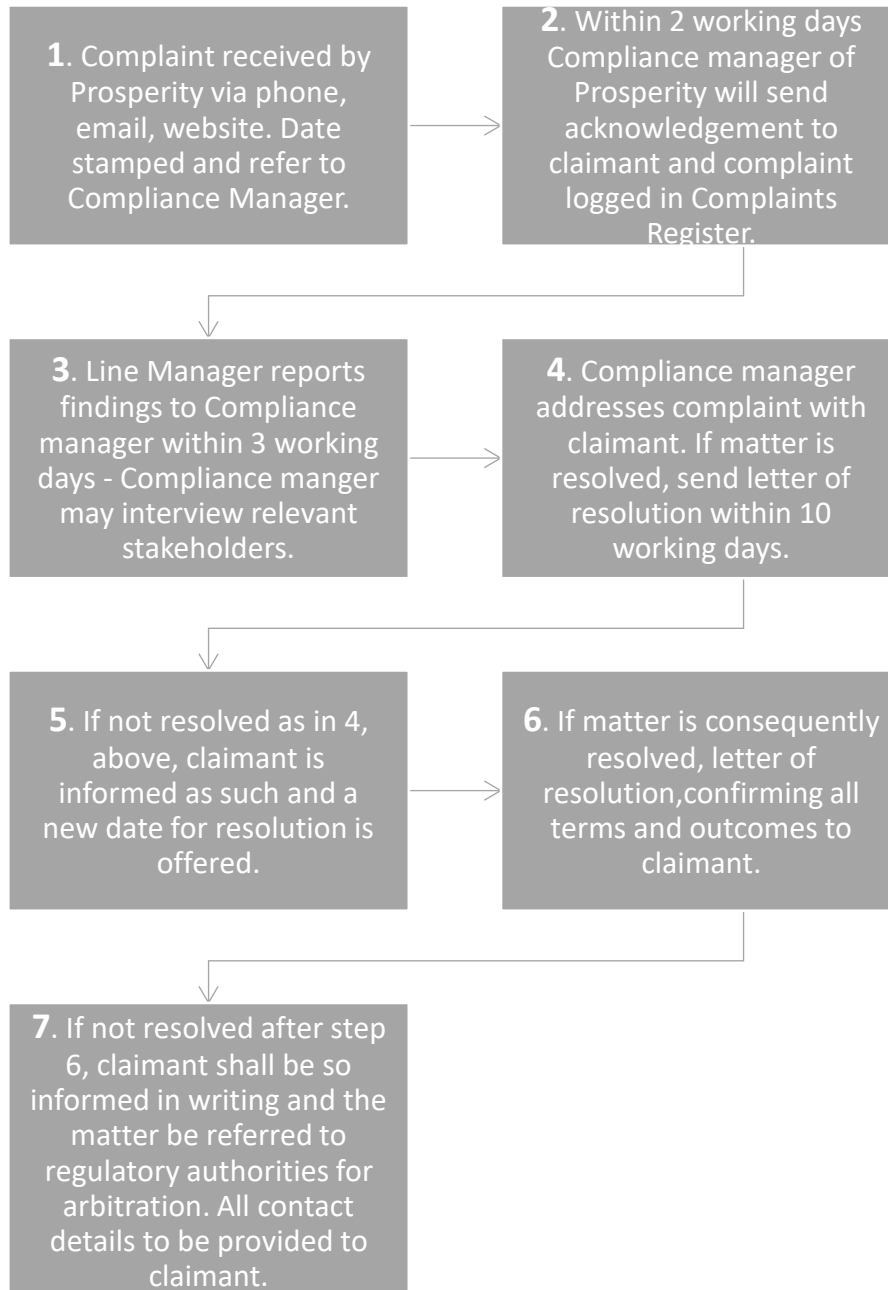 1. Complaint received by
Prosperity via phone,
email, website. Date
stamped and refer to
Compliance Manager.
2. Within 2 working days
Compliance manager of
Prosperity will send
acknowledgement to
claimant and complaint
logged in Complaints
Register.
3. Line Manager reports
findings to Compliance
manager within 3 working
days - Compliance manger
may interview relevant
stakeholders.
4. Compliance manager
addresses complaint with
claimant. If matter is
resolved, send letter of
resolution within 10
working days.
5. If not resolved as in 4,
above, claimant is
informed as such and a
new date for resolution is
offered.
6. If matter is consequently
resolved, letter of
resolution,confirming all
terms and outcomes to
claimant.
7. If not resolved after step
6, claimant shall be so
informed in writing and the
matter be referred to
regulatory authorities for
arbitration. All contact
details to be provided to
claimant.